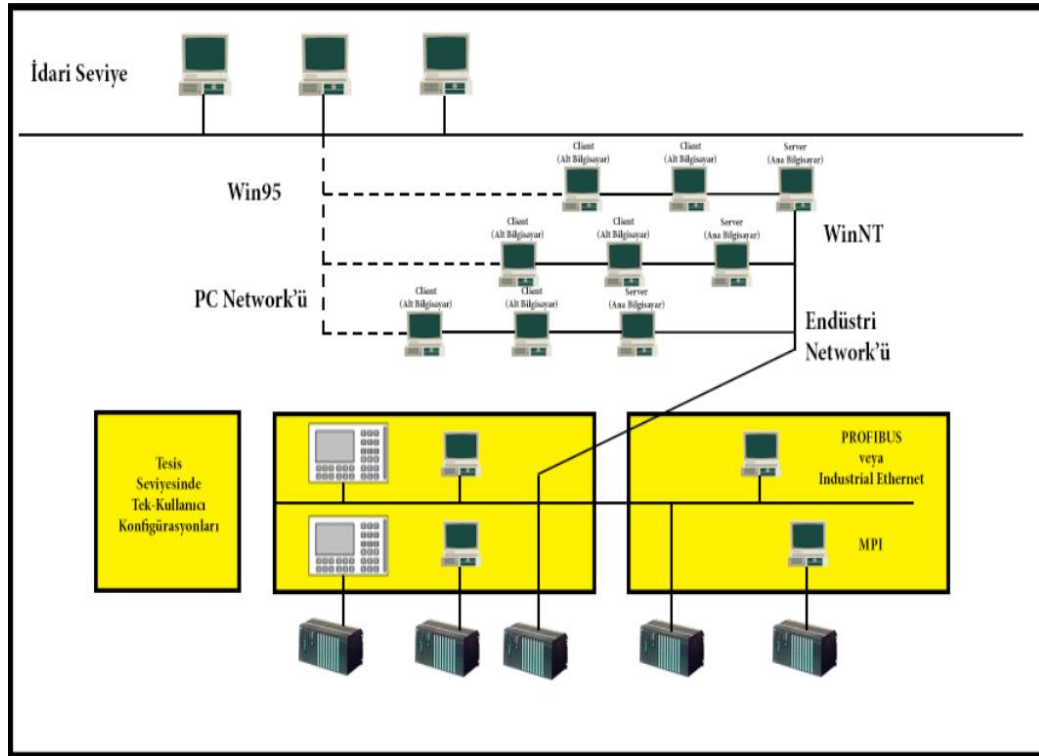 İdari Seviye
Client
(Alt Bilgisayar)
Client
(Alt Bilgisayar)
Server
(Ana Bilgisayar)
Win95
WinNT
Client
(Alt Bilgisayar)
Client
(Alt Bilgisayar)
Server
(Ana Bilgisayar)
PC Network'ü
Client
(Alt Bilgisayar)
Client
(Alt Bilgisayar)
Server
(Ana Bilgisayar)
Endüstri
Network'ü
Tesis
Seviyesinde
Tek-Kullanıcı
Konfigürasyonları
PROFIBUS
veya
Industrial Ethernet
MPI